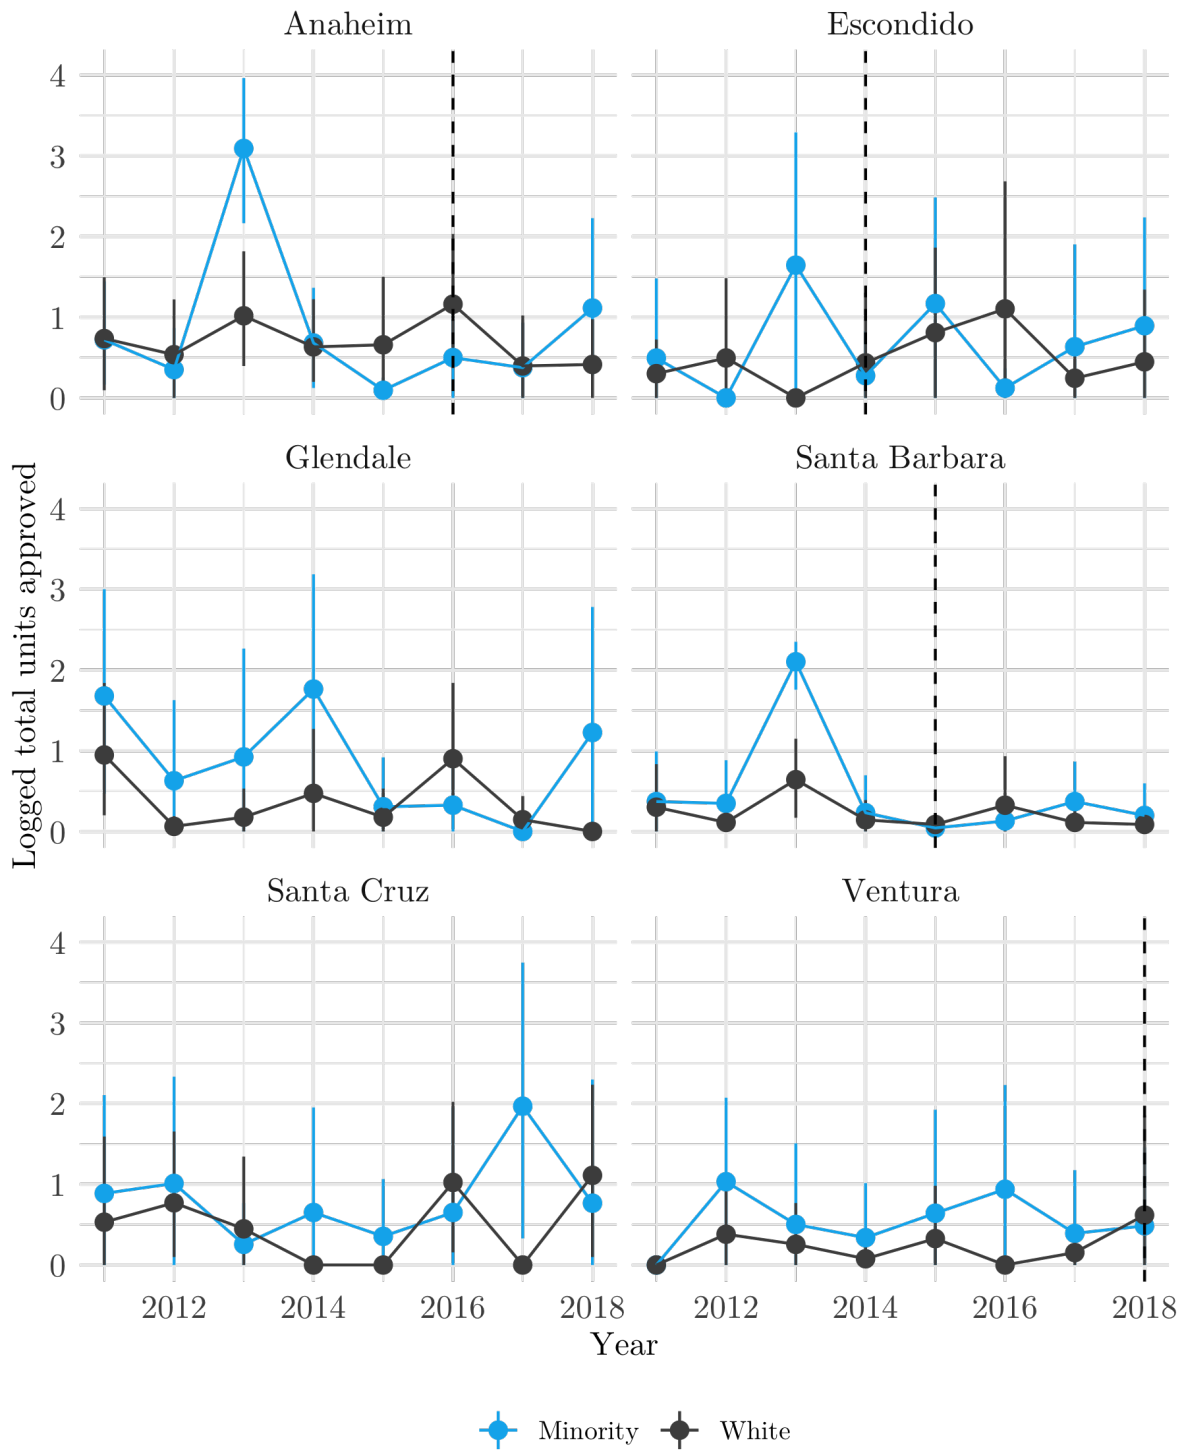 Anaheim
Escondido
4
3
2
1
0
Glendale
Santa Barbara
4
3
2
1
0
Santa Cruz
Ventura
4
3
2
1
0
2012 2014 2016 2018
2012 2014 2016 2018
Logged total units approved
Year
Minority White